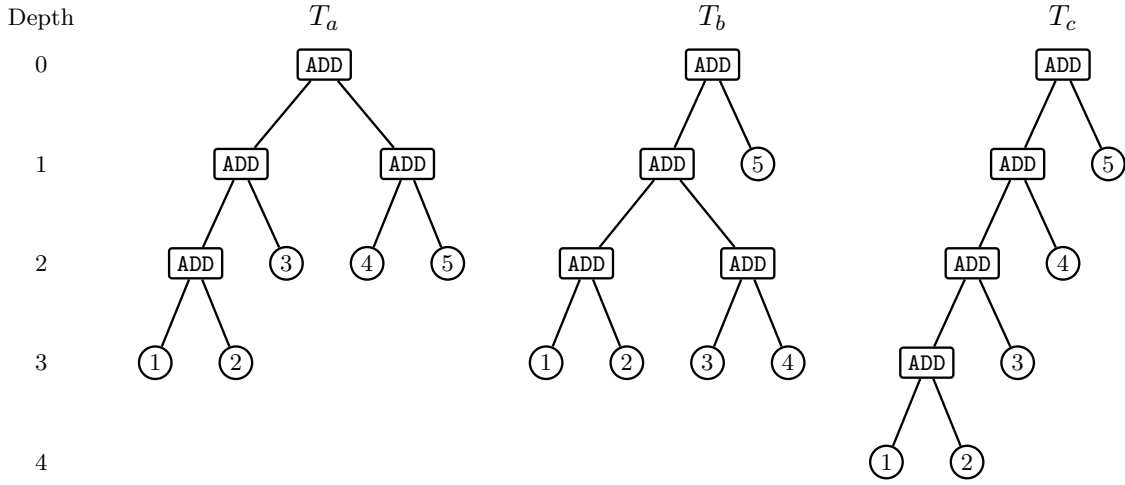 Depth T_a T_b T_c
0 ADD ADD ADD
1 ADD ADD ADD 5 ADD 5
2 ADD 3 4 5 ADD ADD ADD 4
3 1 2 1 2 3 4 ADD 3
4 1 2